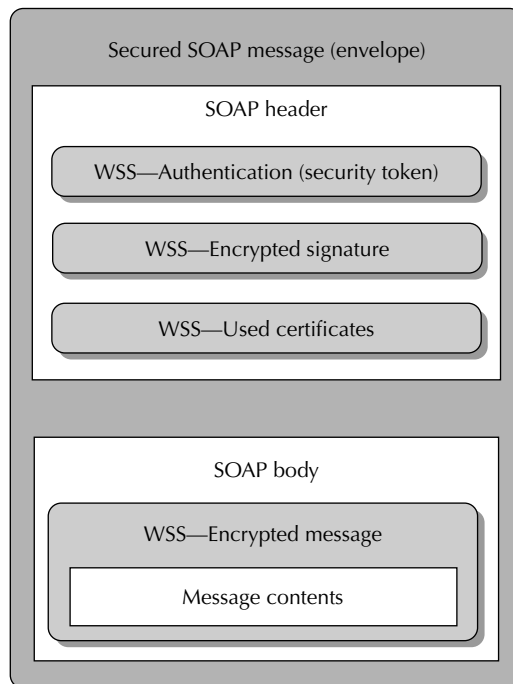 Secured SOAP message (envelope)
SOAP header
WSS—Authentication (security token)
WSS—Encrypted signature
WSS—Used certificates
SOAP body
WSS—Encrypted message
Message contents